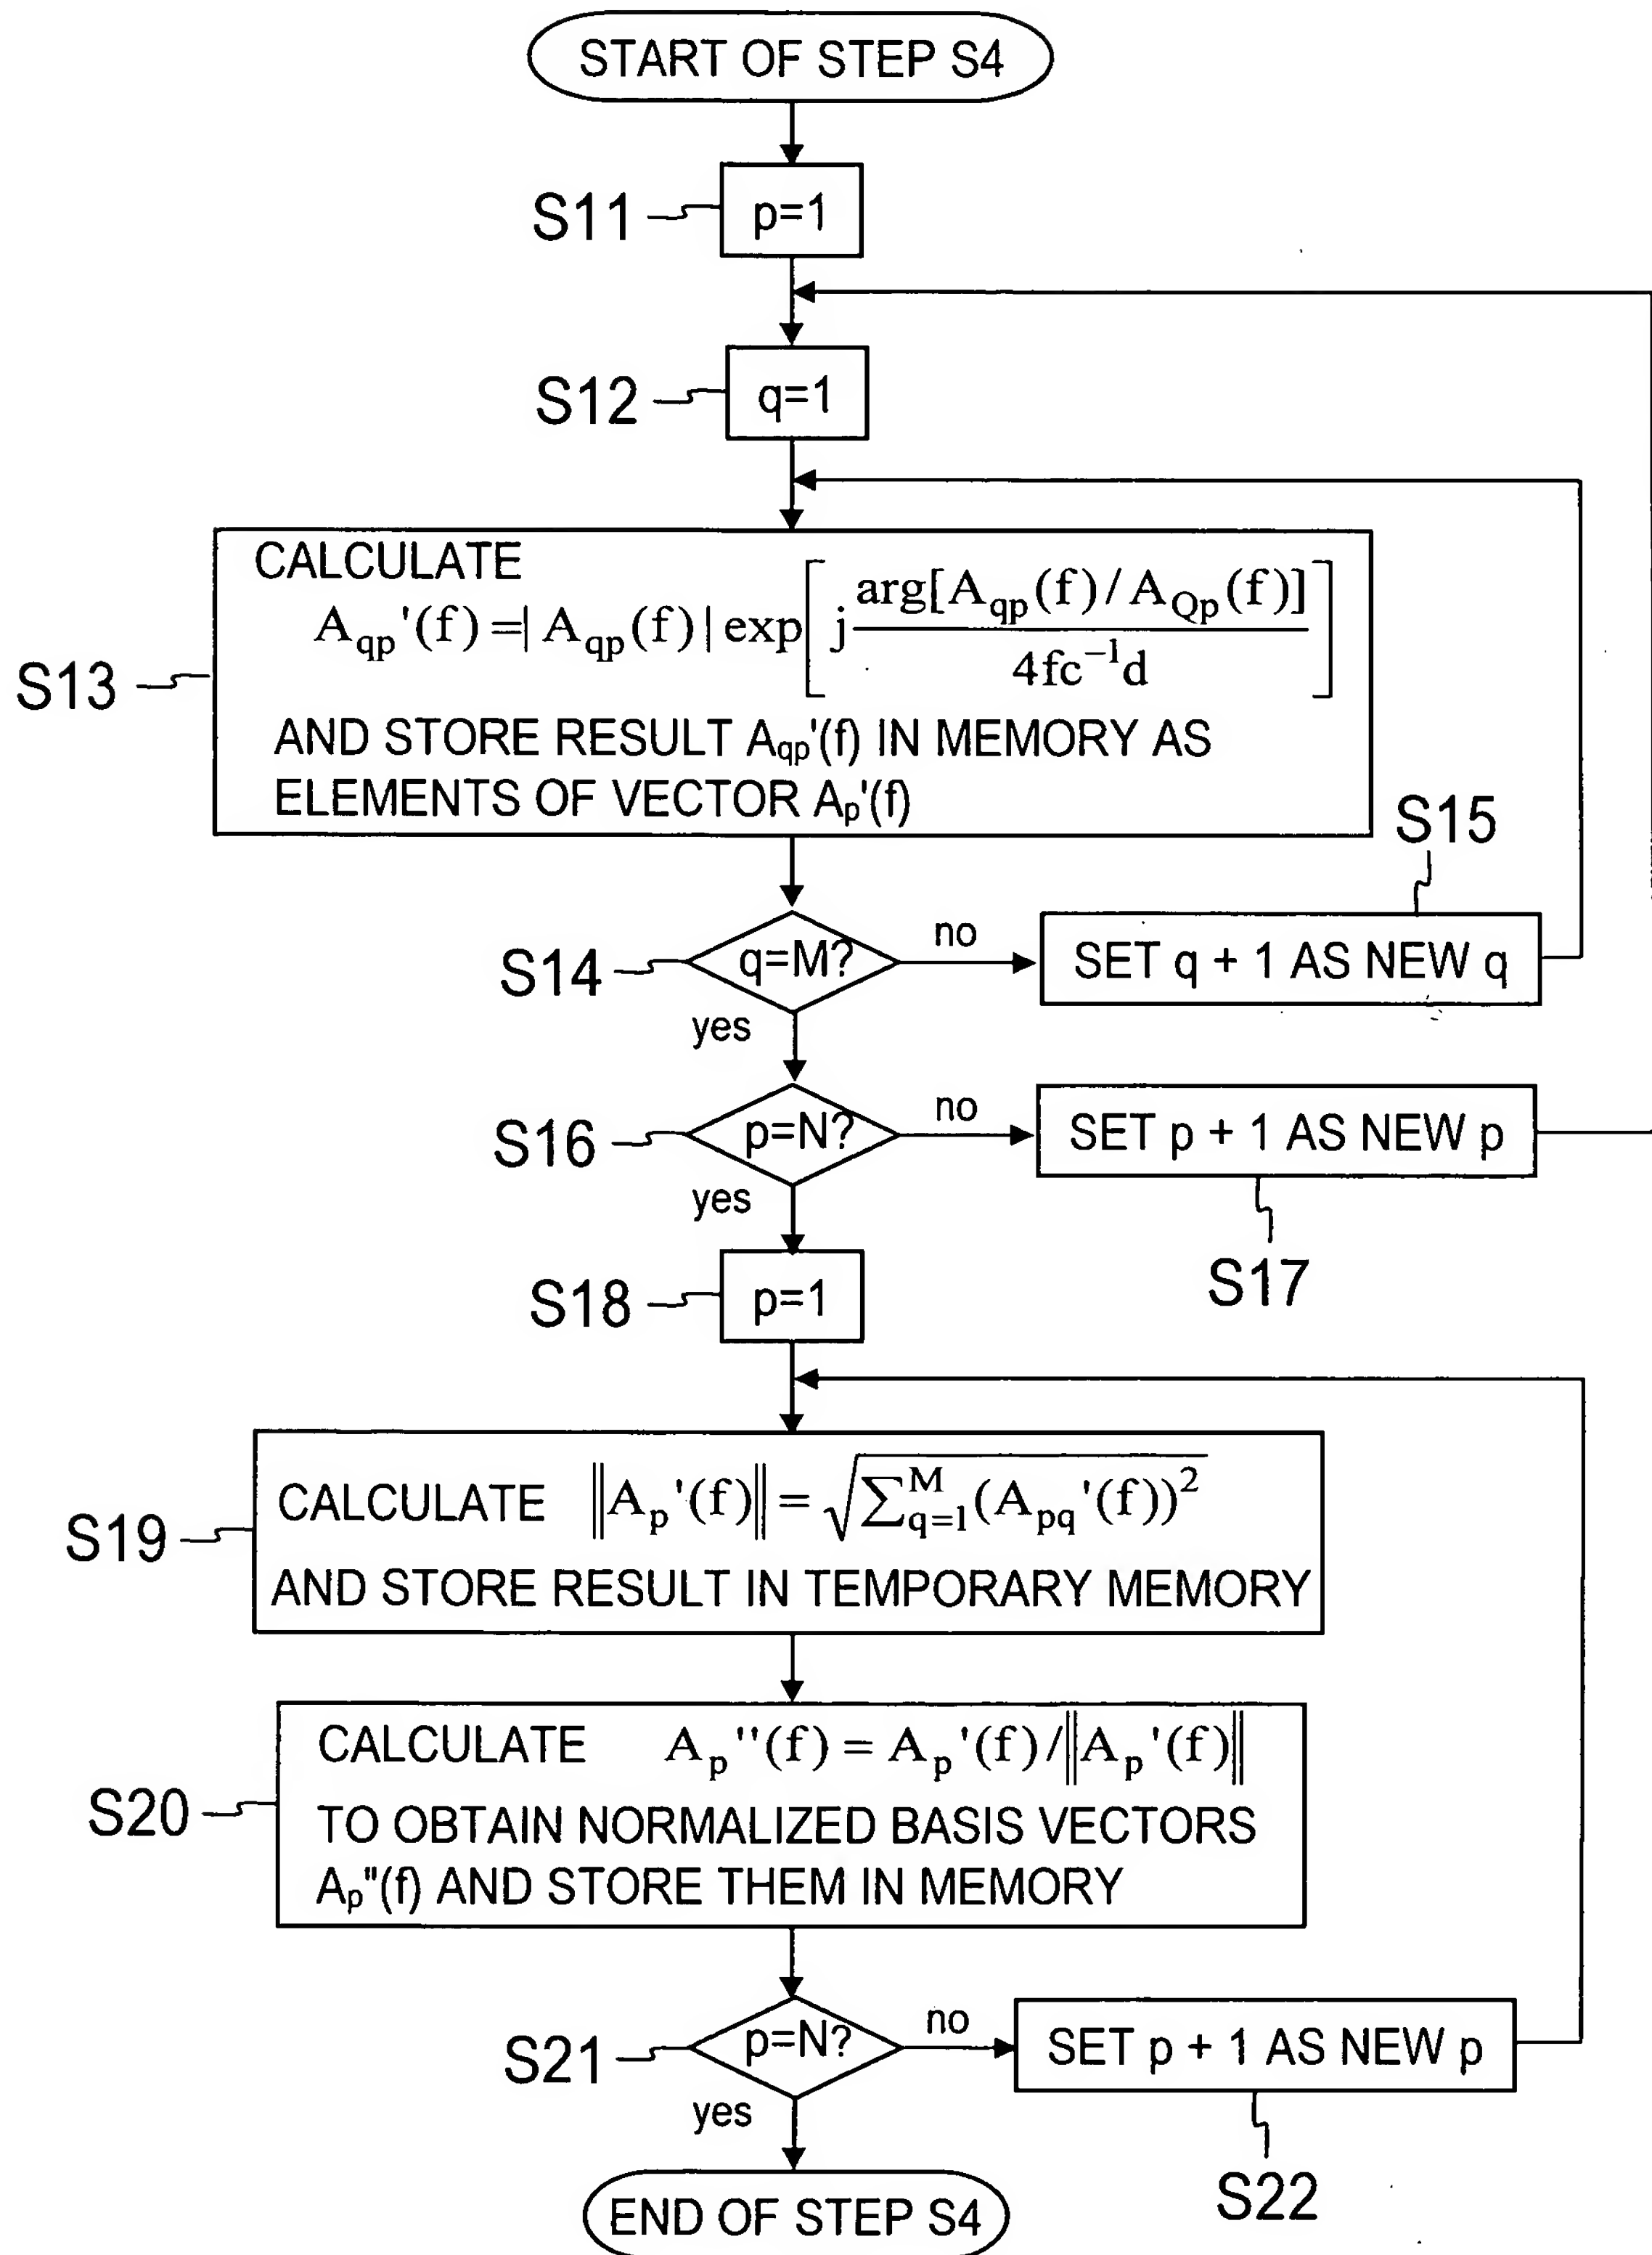 START OF STEP S4
S11
p=1
S12
q=1
S13
CALCULATE
A_qp'(f) =| A_qp(f) | exp[ j arg[A_qp(f) / A_Qp(f)] / 4fc⁻¹d ]
AND STORE RESULT A_qp'(f) IN MEMORY AS
ELEMENTS OF VECTOR A_p'(f)
S14
q=M?
no
S15
SET q + 1 AS NEW q
yes
S16
p=N?
no
SET p + 1 AS NEW p
S17
yes
S18
p=1
S19
CALCULATE ‖A_p'(f)‖ = √∑_{q=1}^{M} (A_pq'(f))²
AND STORE RESULT IN TEMPORARY MEMORY
S20
CALCULATE A_p''(f) = A_p'(f)/‖A_p'(f)‖
TO OBTAIN NORMALIZED BASIS VECTORS
A_p"(f) AND STORE THEM IN MEMORY
S21
p=N?
no
SET p + 1 AS NEW p
S22
yes
END OF STEP S4